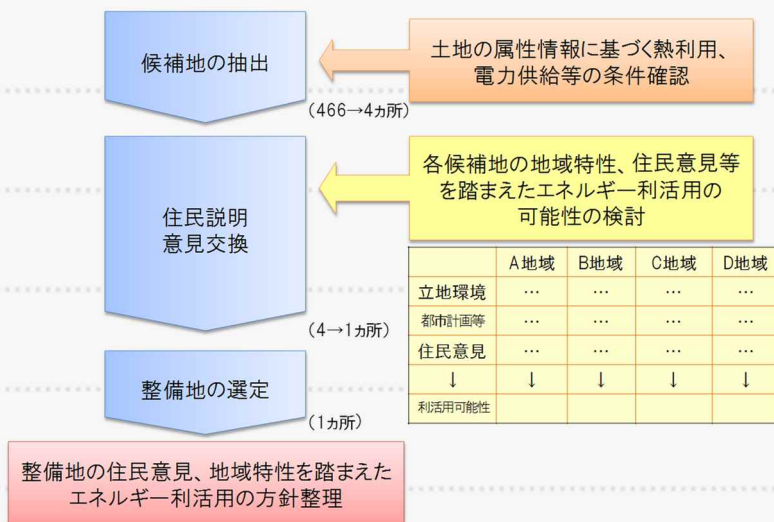 候補地の抽出
土地の属性情報に基づく熱利用、
電力供給等の条件確認
(466→4ヵ所)
住民説明
意見交換
各候補地の地域特性、住民意見等
を踏まえたエネルギー利活用の
可能性の検討
A地域 B地域 C地域 D地域
立地環境 … … … …
都市計画等 … … … …
住民意見 … … … …
↓ ↓ ↓ ↓ ↓
利活用可能性
(4→1ヵ所)
整備地の選定
(1ヵ所)
整備地の住民意見、地域特性を踏まえた
エネルギー利活用の方針整理